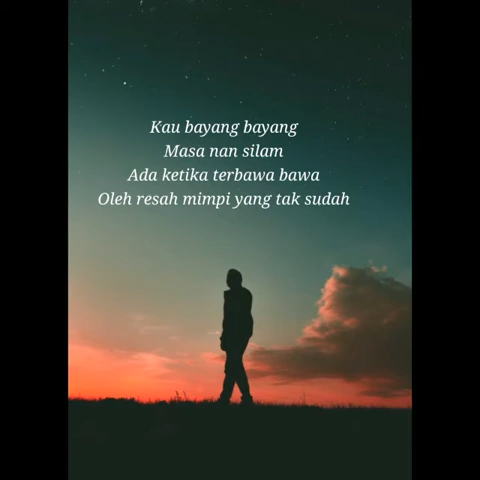 Kau bayang bayang
Masa nan silam
Ada ketika terbawa bawa
Oleh resah mimpi yang tak sudah